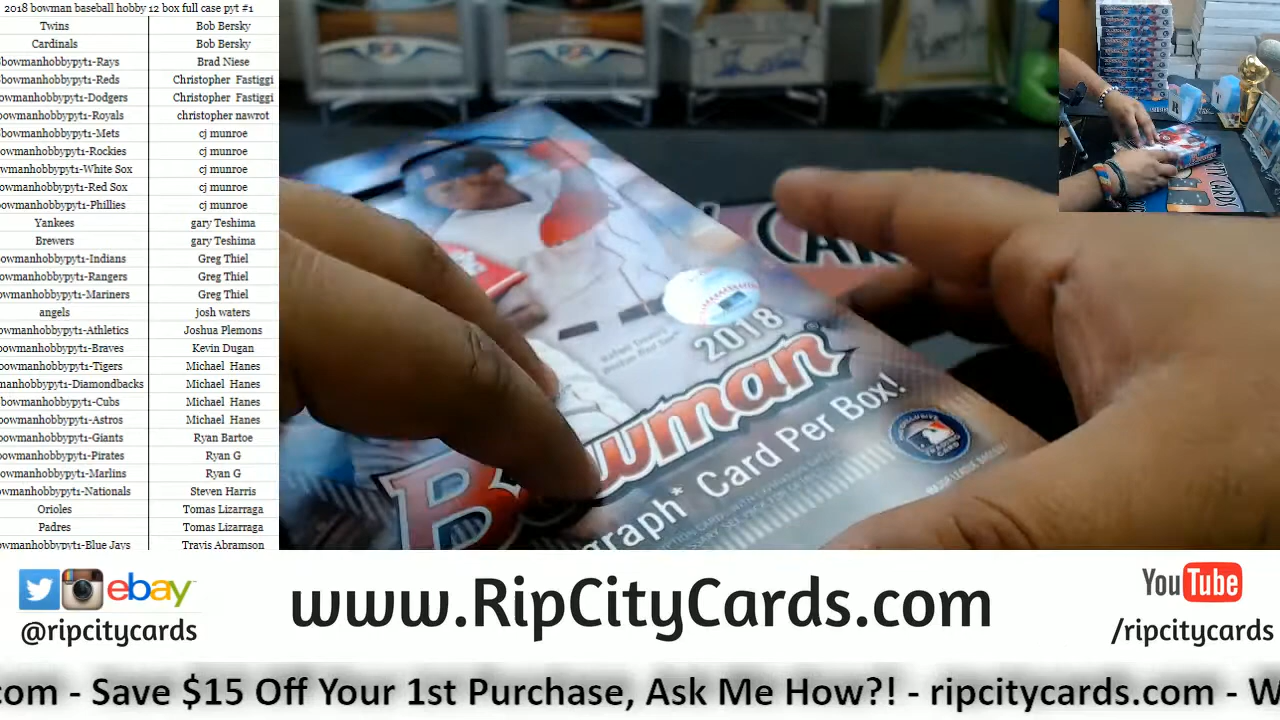 2018 bowman baseball hobby 12 box full case pyt #1
Twins Bob Bersky
Cardinals Bob Bersky
bowmanhobbypyt1-Rays Brad Niese
bowmanhobbypyt1-Reds Christopher Fastiggi
owmanhobbypyt1-Dodgers Christopher Fastiggi
bowmanhobbypyt1-Royals christopher nawrot
bowmanhobbypyt1-Mets cj munroe
owmanhobbypyt1-Rockies cj munroe
wmanhobbypyt1-White Sox cj munroe
owmanhobbypyt1-Red Sox cj munroe
owmanhobbypyt1-Phillies cj munroe
Yankees gary Teshima
Brewers gary Teshima
owmanhobbypyt1-Indians Greg Thiel
owmanhobbypyt1-Rangers Greg Thiel
owmanhobbypyt1-Mariners Greg Thiel
angels josh waters
owmanhobbypyt1-Athletics Joshua Plemons
owmanhobbypyt1-Braves Kevin Dugan
owmanhobbypyt1-Tigers Michael Hanes
manhobbypyt1-Diamondbacks Michael Hanes
bowmanhobbypyt1-Cubs Michael Hanes
owmanhobbypyt1-Astros Michael Hanes
owmanhobbypyt1-Giants Ryan Bartoe
owmanhobbypyt1-Pirates Ryan G
owmanhobbypyt1-Marlins Ryan G
owmanhobbypyt1-Nationals Steven Harris
Orioles Tomas Lizarraga
Padres Tomas Lizarraga
owmanhobbypyt1-Blue Jays Travis Abramson
CAR
2018
Bowman
graph* Card Per Box!
ebay
@ripcitycards
www.RipCityCards.com
YouTube
/ripcitycards
com - Save $15 Off Your 1st Purchase, Ask Me How?! - ripcitycards.com - W